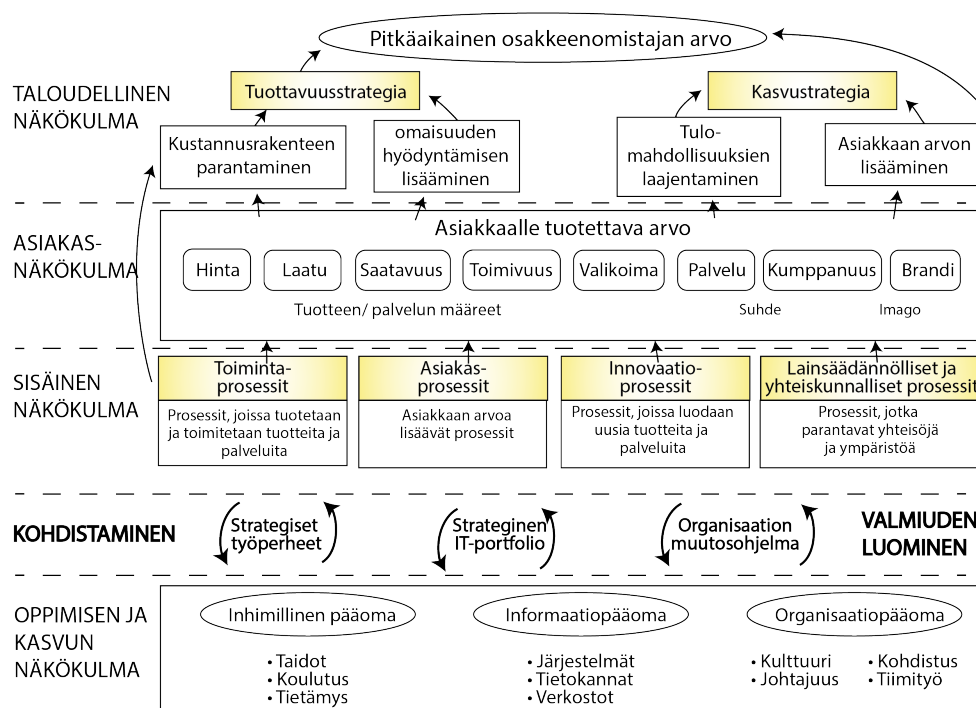 Pitkäaikainen osakkeenomistajan arvo
TALOUDELLINEN
NÄKÖKULMA
Tuottavuusstrategia
Kasvustrategia
Kustannusrakenteen
parantaminen
omaisuuden
hyödyntämisen
lisääminen
Tulo-
mahdollisuuksien
laajentaminen
Asiakkaan arvon
lisääminen
ASIAKAS-
NÄKÖKULMA
Asiakkaalle tuotettava arvo
Hinta
Laatu
Saatavuus
Toimivuus
Valikoima
Palvelu
Kumppanuus
Brandi
Tuotteen/ palvelun määreet
Suhde
Imago
SISÄINEN
NÄKÖKULMA
Toiminta-
prosessit
Prosessit, joissa tuotetaan
ja toimitetaan tuotteita ja
palveluita
Asiakas-
prosessit
Asiakkaan arvoa
lisäävät prosessit
Innovaatio-
prosessit
Prosessit, joissa luodaan
uusia tuotteita ja
palveluita
Lainsäädännölliset ja
yhteiskunnalliset prosessit
Prosessit, jotka
parantavat yhteisöjä
ja ympäristöä
KOHDISTAMINEN
Strategiset
työperheet
Strateginen
IT-portfolio
Organisaation
muutosohjelma
VALMIUDEN
LUOMINEN
OPPIMISEN JA
KASVUN
NÄKÖKULMA
Inhimillinen pääoma
• Taidot
• Koulutus
• Tietämys
Informaatiopääoma
• Järjestelmät
• Tietokannat
• Verkostot
Organisaatiopääoma
• Kulttuuri
• Johtajuus
• Kohdistus
• Tiimityö